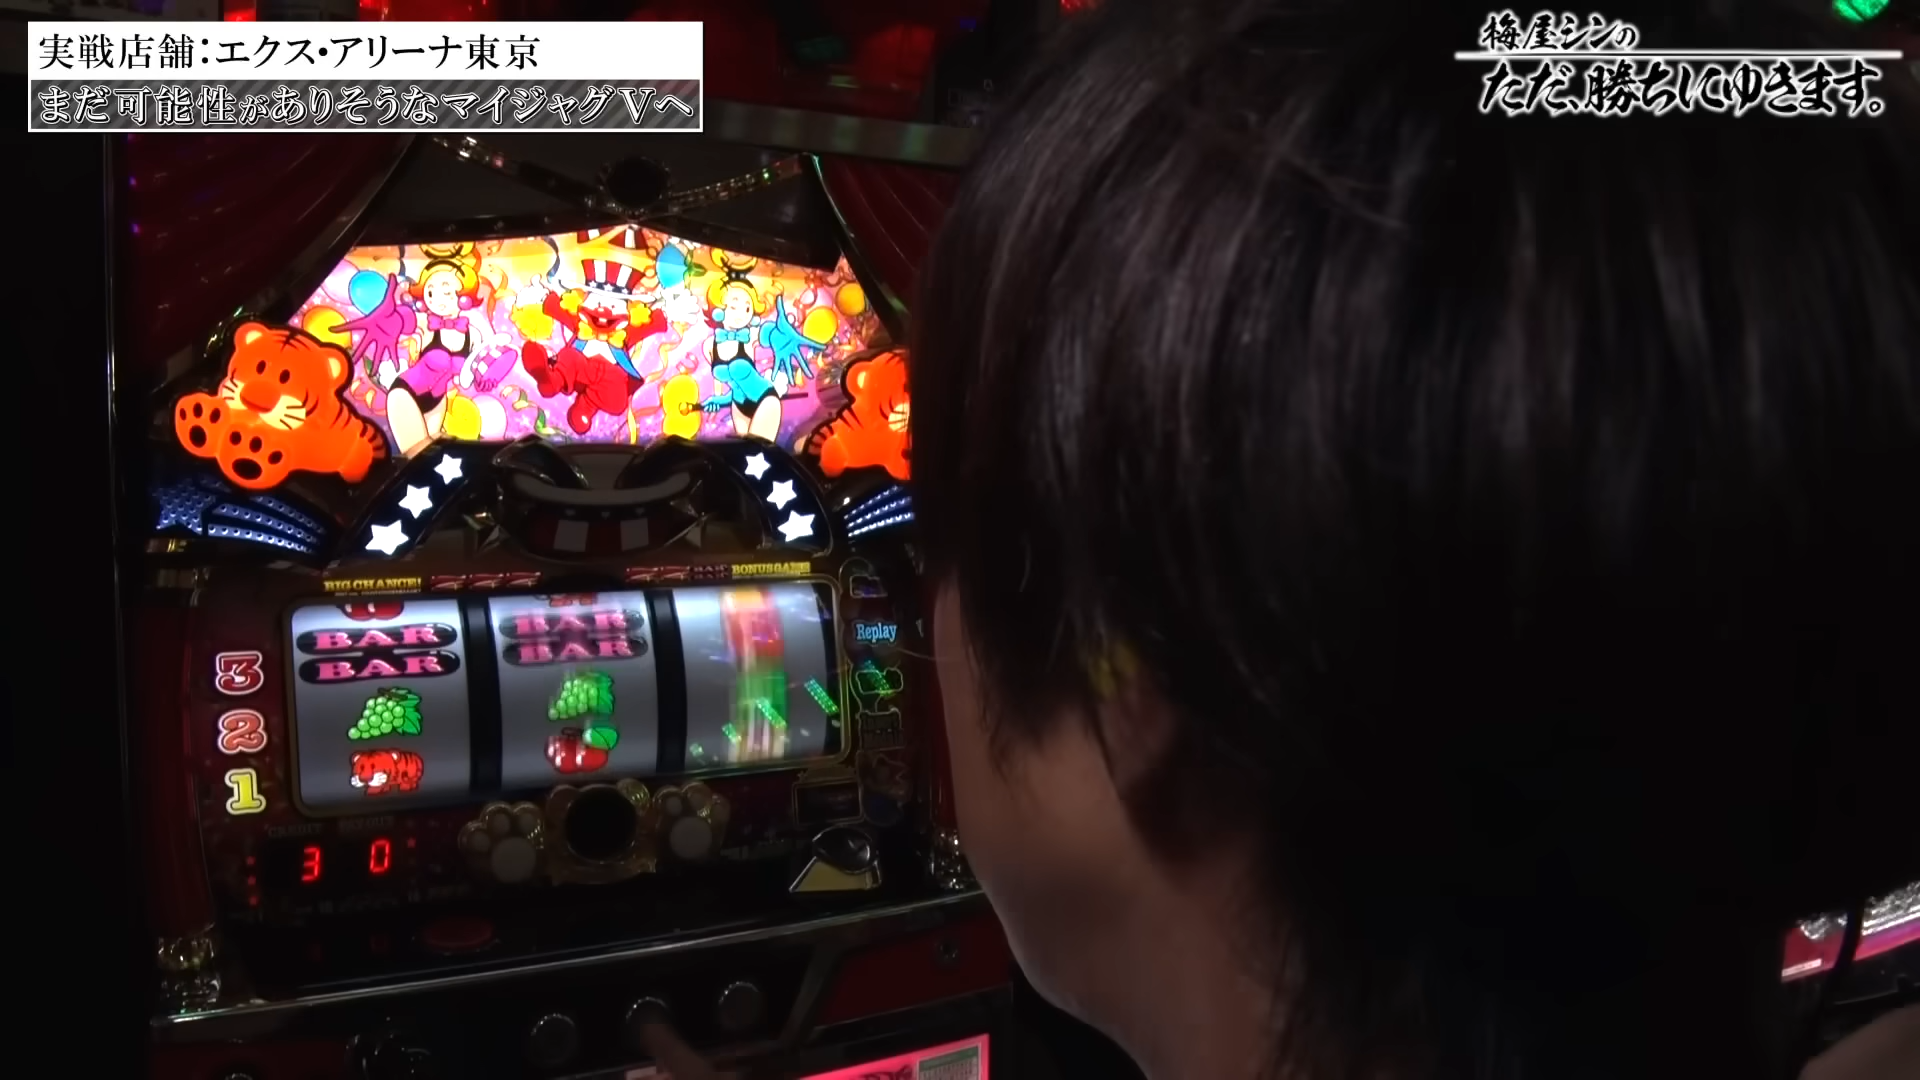 実戦店舗：エクス・アリーナ東京
まだ可能性がありそうなマイジャグⅤへ
梅屋シンの
ただ、勝ちにゆきます。
BIG CHANCE!
777
77BAR
BONUS GAME
BAR
BAR
BAR
BAR
Replay
3
2
1
CREDIT
3
0